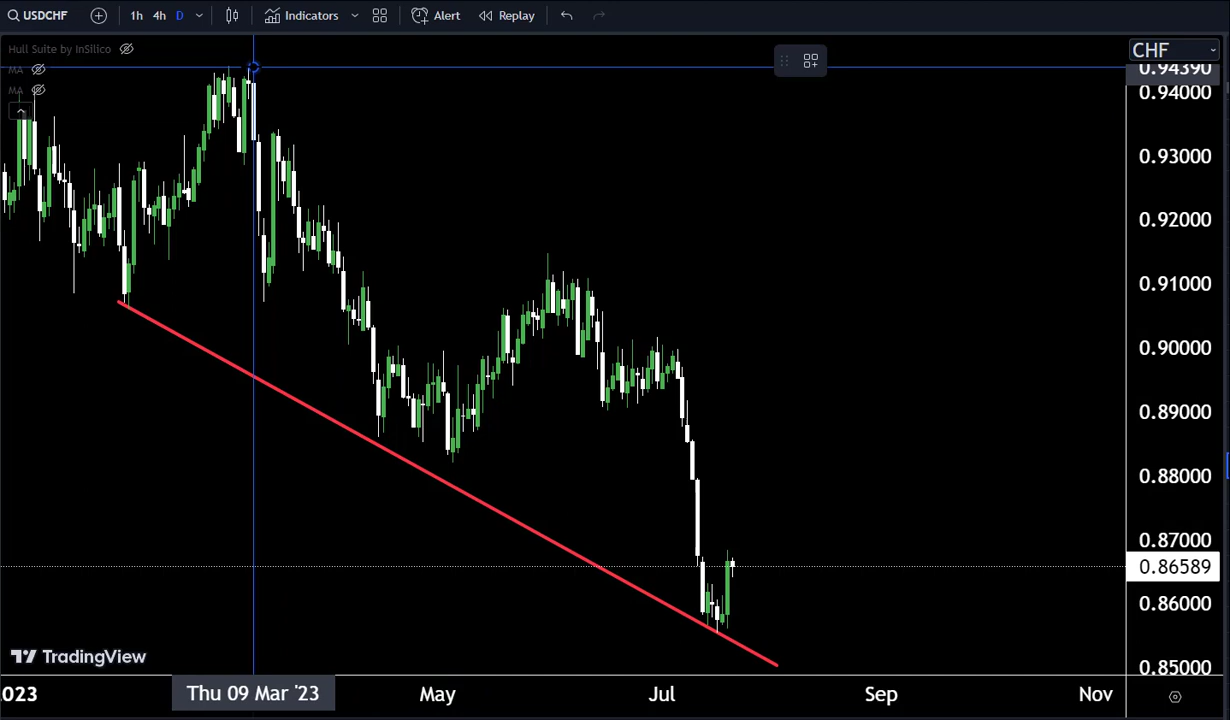 USDCHF 1h 4h D Indicators Alert Replay
Hull Suite by InSilico
MA
MA
CHF
0.94390
0.94000
0.93000
0.92000
0.91000
0.90000
0.89000
0.88000
0.87000
0.86589
0.86000
0.85000
TradingView
2023 Thu 09 Mar '23 May Jul Sep Nov